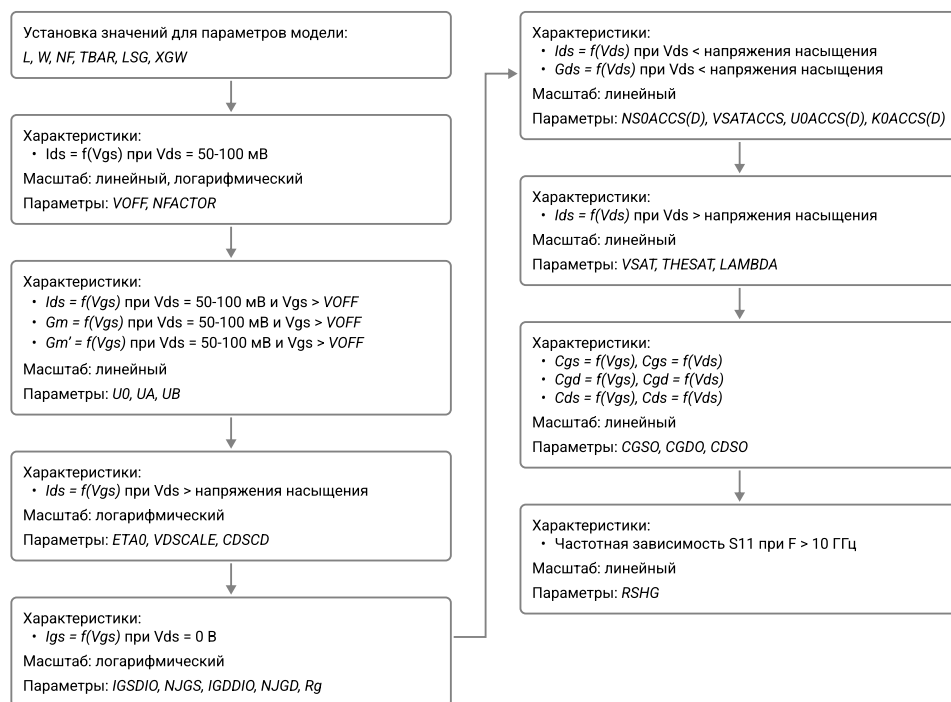 Установка значений для параметров модели:
L, W, NF, TBAR, LSG, XGW
Характеристики:
• Ids = f(Vgs) при Vds = 50-100 мВ
Масштаб: линейный, логарифмический
Параметры: VOFF, NFACTOR
Характеристики:
• Ids = f(Vgs) при Vds = 50-100 мВ и Vgs > VOFF
• Gm = f(Vgs) при Vds = 50-100 мВ и Vgs > VOFF
• Gm’ = f(Vgs) при Vds = 50-100 мВ и Vgs > VOFF
Масштаб: линейный
Параметры: U0, UA, UB
Характеристики:
• Ids = f(Vgs) при Vds > напряжения насыщения
Масштаб: логарифмический
Параметры: ETA0, VDSCALE, CDSCD
Характеристики:
• Igs = f(Vgs) при Vds = 0 В
Масштаб: логарифмический
Параметры: IGSDIO, NJGS, IGDDIO, NJGD, Rg
Характеристики:
• Ids = f(Vds) при Vds < напряжения насыщения
• Gds = f(Vds) при Vds < напряжения насыщения
Масштаб: линейный
Параметры: NS0ACCS(D), VSATACCS, U0ACCS(D), K0ACCS(D)
Характеристики:
• Ids = f(Vds) при Vds > напряжения насыщения
Масштаб: линейный
Параметры: VSAT, THESAT, LAMBDA
Характеристики:
• Cgs = f(Vgs), Cgs = f(Vds)
• Cgd = f(Vgs), Cgd = f(Vds)
• Cds = f(Vgs), Cds = f(Vds)
Масштаб: линейный
Параметры: CGSO, CGDO, CDSO
Характеристики:
• Частотная зависимость S11 при F > 10 ГГц
Масштаб: линейный
Параметры: RSHG